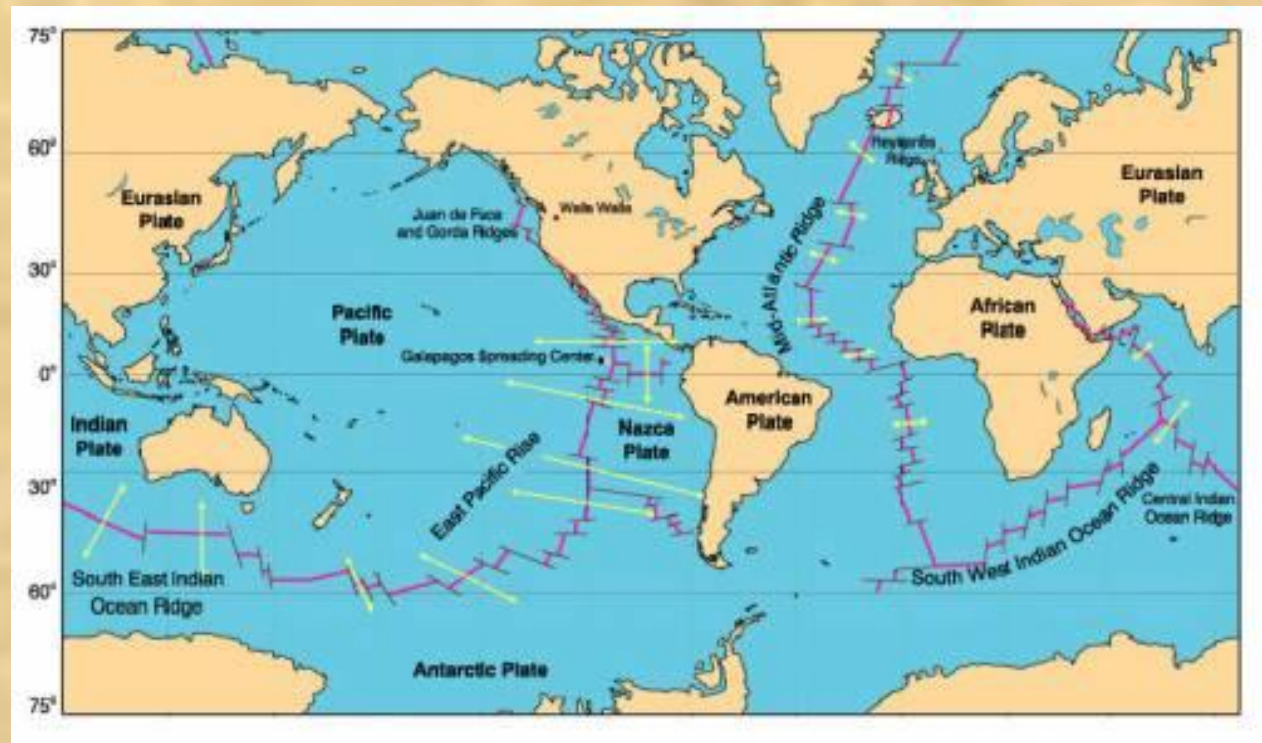 75°
60°
30°
0°
30°
60°
75°
Eurasian
Plate
Juan de Fuca
and Gorda Ridges
Walla Walla
Reykjanes
Ridge
Eurasian
Plate
Mid-Atlantic Ridge
Pacific
Plate
African
Plate
Galapagos Spreading Center
American
Plate
Indian
Plate
Nazca
Plate
East Pacific Rise
Central Indian
Ocean Ridge
South West Indian Ocean Ridge
South East Indian
Ocean Ridge
Antarctic Plate